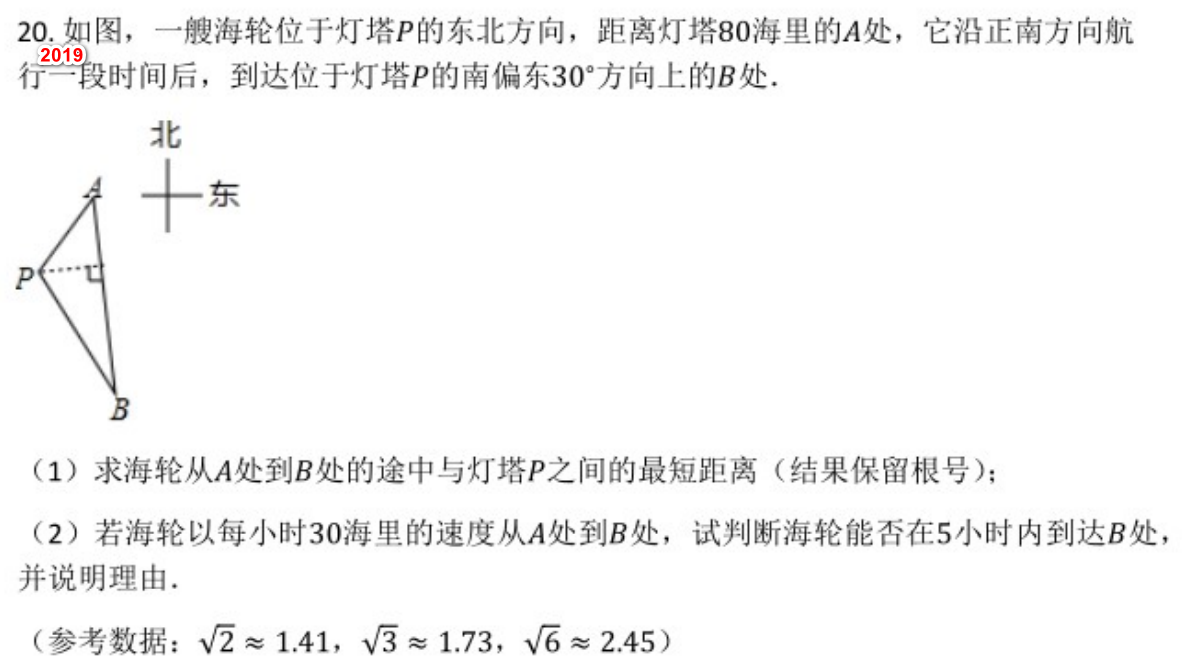 20. 如图，一艘海轮位于灯塔P的东北方向，距离灯塔80海里的A处，它沿正南方向航
2019
行一段时间后，到达位于灯塔P的南偏东30°方向上的B处．
北
东
A
P
B
（1）求海轮从A处到B处的途中与灯塔P之间的最短距离（结果保留根号）；
（2）若海轮以每小时30海里的速度从A处到B处，试判断海轮能否在5小时内到达B处，
并说明理由．
（参考数据：√2 ≈ 1.41，√3 ≈ 1.73，√6 ≈ 2.45）